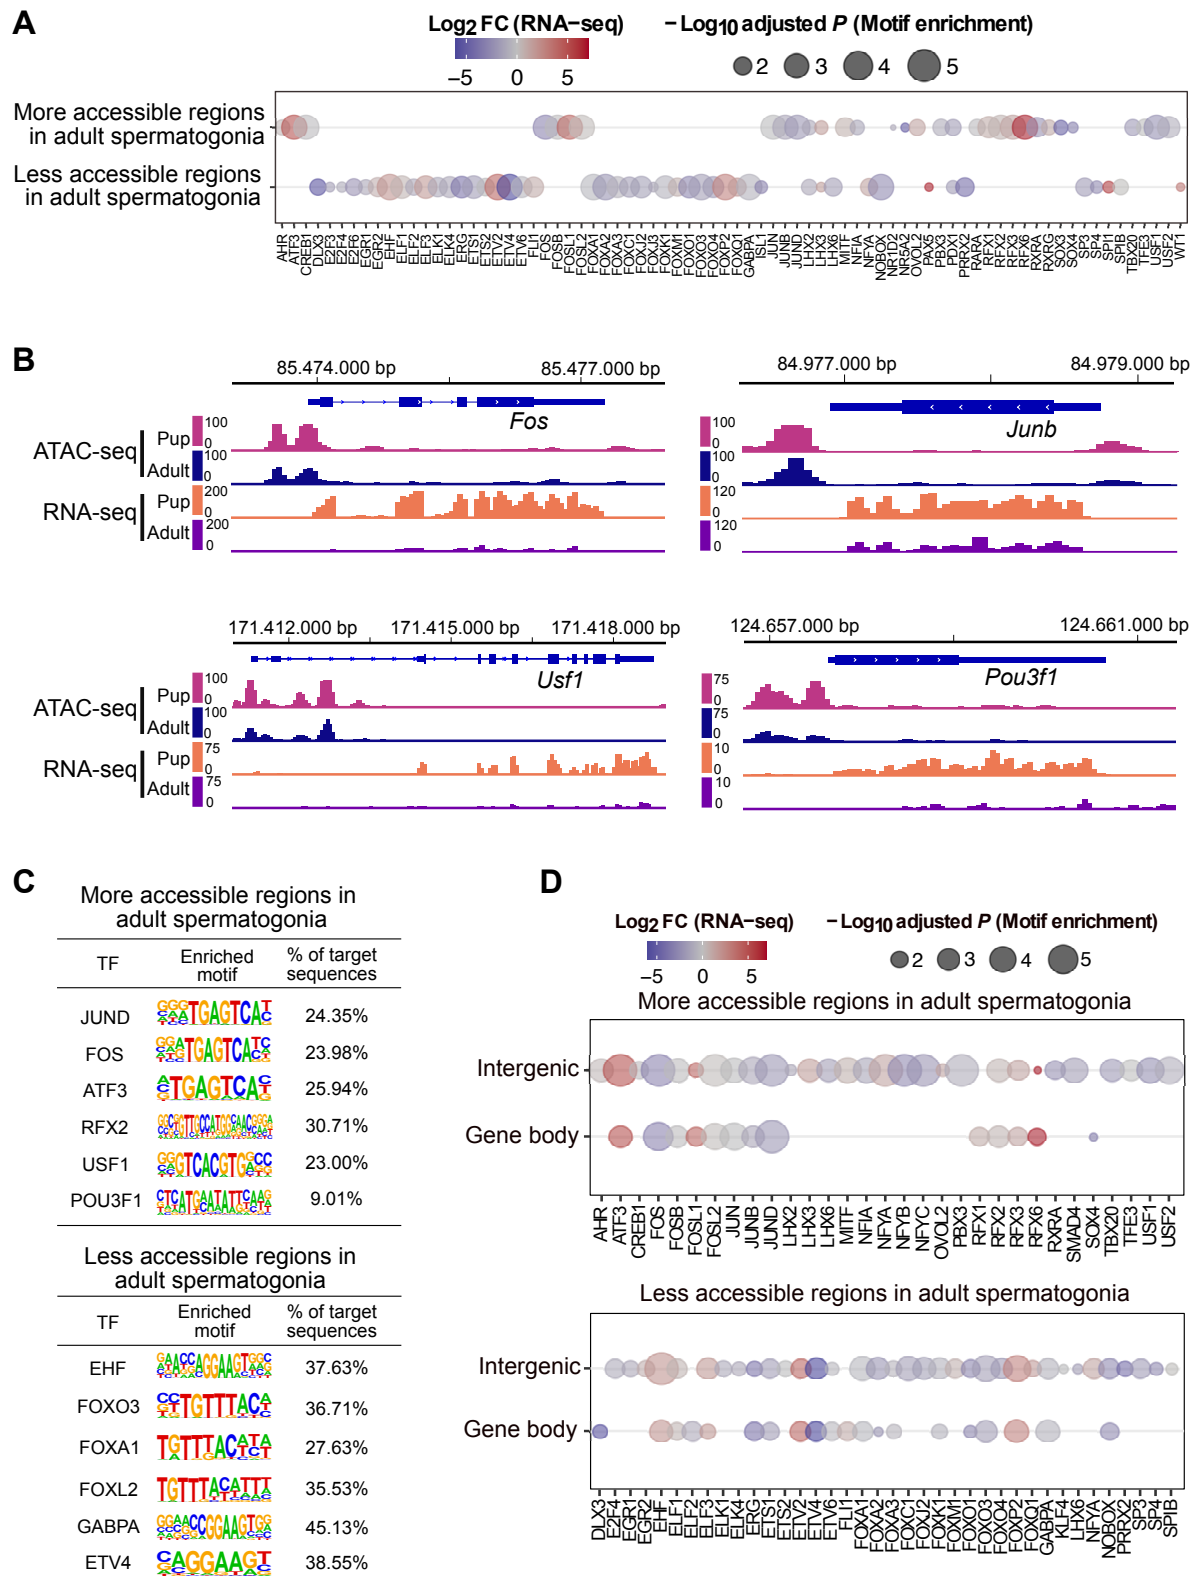 A
Log2 FC (RNA−seq)
−Log10 adjusted P (Motif enrichment)
−5 0 5
2 3 4 5
More accessible regions
in adult spermatogonia
Less accessible regions
in adult spermatogonia
AHR ATF3 CREB1 DLX3 E2F3 E2F4 E2F6 EGR1 EGR2 EHF ELF1 ELF2 ELF3 ELK1 ELK4 ERG ETS1 ETS2 ETV2 ETV4 ETV6 FLI1 FOS FOSB FOSL1 FOSL2 FOXA1 FOXA2 FOXA3 FOXC1 FOXJ2 FOXJ3 FOXK1 FOXM1 FOXO1 FOXO3 FOXO4 FOXP2 FOXQ1 GABPA ISL1 JUN JUNB JUND LHX2 LHX3 LHX6 MITF NFIA NFYA NOBOX NR1D2 NR5A2 OVOL2 PAX5 PBX3 PDX1 PRRX2 RARA RFX1 RFX2 RFX3 RFX6 RXRA RXRG SOX3 SOX4 SP3 SP4 SPI1 SPIB TBX20 TFE3 USF1 USF2 WT1
B
85.474.000 bp 85.477.000 bp
84.977.000 bp 84.979.000 bp
Fos
Junb
ATAC-seq
Pup 100 0
Adult 100 0
RNA-seq
Pup 200 0
Adult 200 0
100 0
100 0
120 0
120 0
171.412.000 bp 171.415.000 bp 171.418.000 bp
124.657.000 bp 124.661.000 bp
Usf1
Pou3f1
ATAC-seq
Pup 100 0
Adult 100 0
RNA-seq
Pup 75 0
Adult 75 0
75 0
75 0
10 0
10 0
C
More accessible regions in
adult spermatogonia
TF Enriched motif % of target sequences
JUND TGAGTCA 24.35%
FOS TGAGTCA 23.98%
ATF3 TGAGTCA 25.94%
RFX2 30.71%
USF1 GTCACGTG 23.00%
POU3F1 9.01%
Less accessible regions in
adult spermatogonia
TF Enriched motif % of target sequences
EHF 37.63%
FOXO3 TGTTTAC 36.71%
FOXA1 TGTTTAC 27.63%
FOXL2 TGTTTA 35.53%
GABPA CCGGAAGT 45.13%
ETV4 AGGAAGT 38.55%
D
Log2 FC (RNA−seq)
−Log10 adjusted P (Motif enrichment)
−5 0 5
2 3 4 5
More accessible regions in adult spermatogonia
Intergenic
Gene body
AHR ATF3 CREB1 FOS FOSB FOSL1 FOSL2 JUN JUNB JUND LHX2 LHX3 LHX6 MITF NFIA NFYA NFYB NFYC OVOL2 PBX3 RFX1 RFX2 RFX3 RFX6 RXRA SMAD4 SOX4 TBX20 TFE3 USF1 USF2
Less accessible regions in adult spermatogonia
Intergenic
Gene body
DLX3 E2F4 EGR1 EGR2 EHF ELF1 ELF2 ELF3 ELK1 ELK4 ERG ETS1 ETS2 ETV2 ETV4 ETV6 FLI1 FOXA1 FOXA2 FOXA3 FOXC1 FOXJ2 FOXK1 FOXM1 FOXO1 FOXO3 FOXO4 FOXP2 FOXQ1 GABPA KLF4 LHX6 NFYA NOBOX PRRX2 SP3 SP4 SPIB